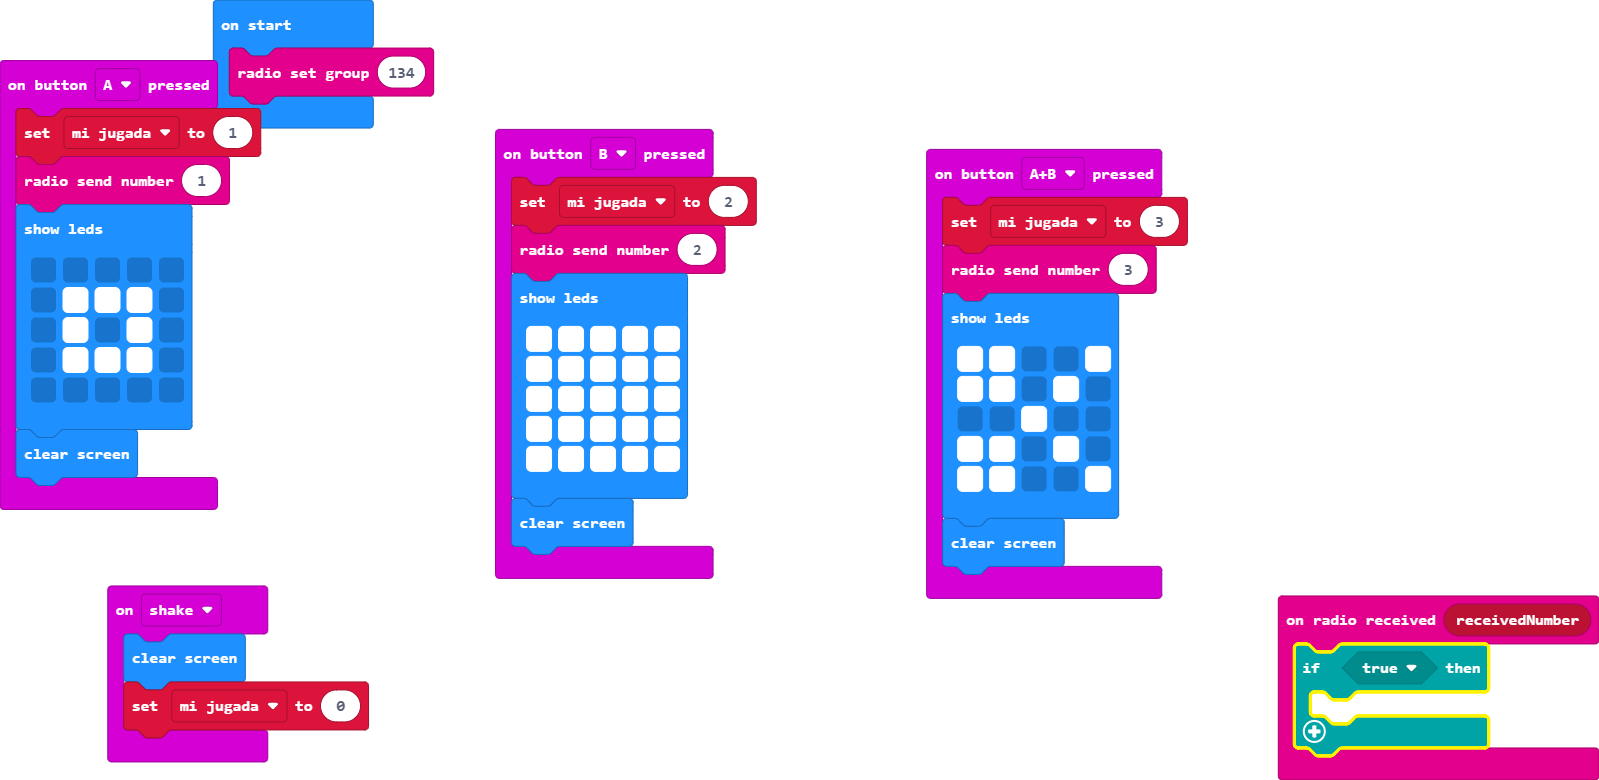 on start
radio set group 134
on button A pressed
set mi jugada to 1
radio send number 1
show leds
clear screen
on button B pressed
set mi jugada to 2
radio send number 2
show leds
clear screen
on button A+B pressed
set mi jugada to 3
radio send number 3
show leds
clear screen
on shake
clear screen
set mi jugada to 0
on radio received receivedNumber
if true then